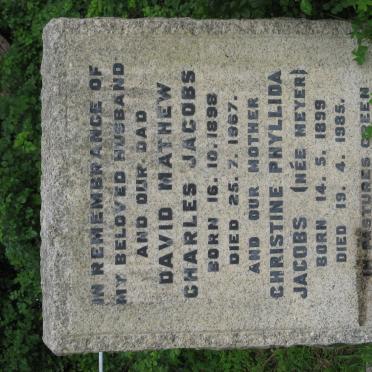 IN REMEMBRANCE OF
MY BELOVED HUSBAND
AND OUR DAD
DAVID MATHEW
CHARLES JACOBS
BORN 16.10.1898
DIED 25.7.1967.
AND OUR MOTHER
CHRISTINE PHYLLIDA
JACOBS (NÉE MEYER)
BORN 14.5.1899
DIED 19.4.1985.
IN PASTURES GREEN